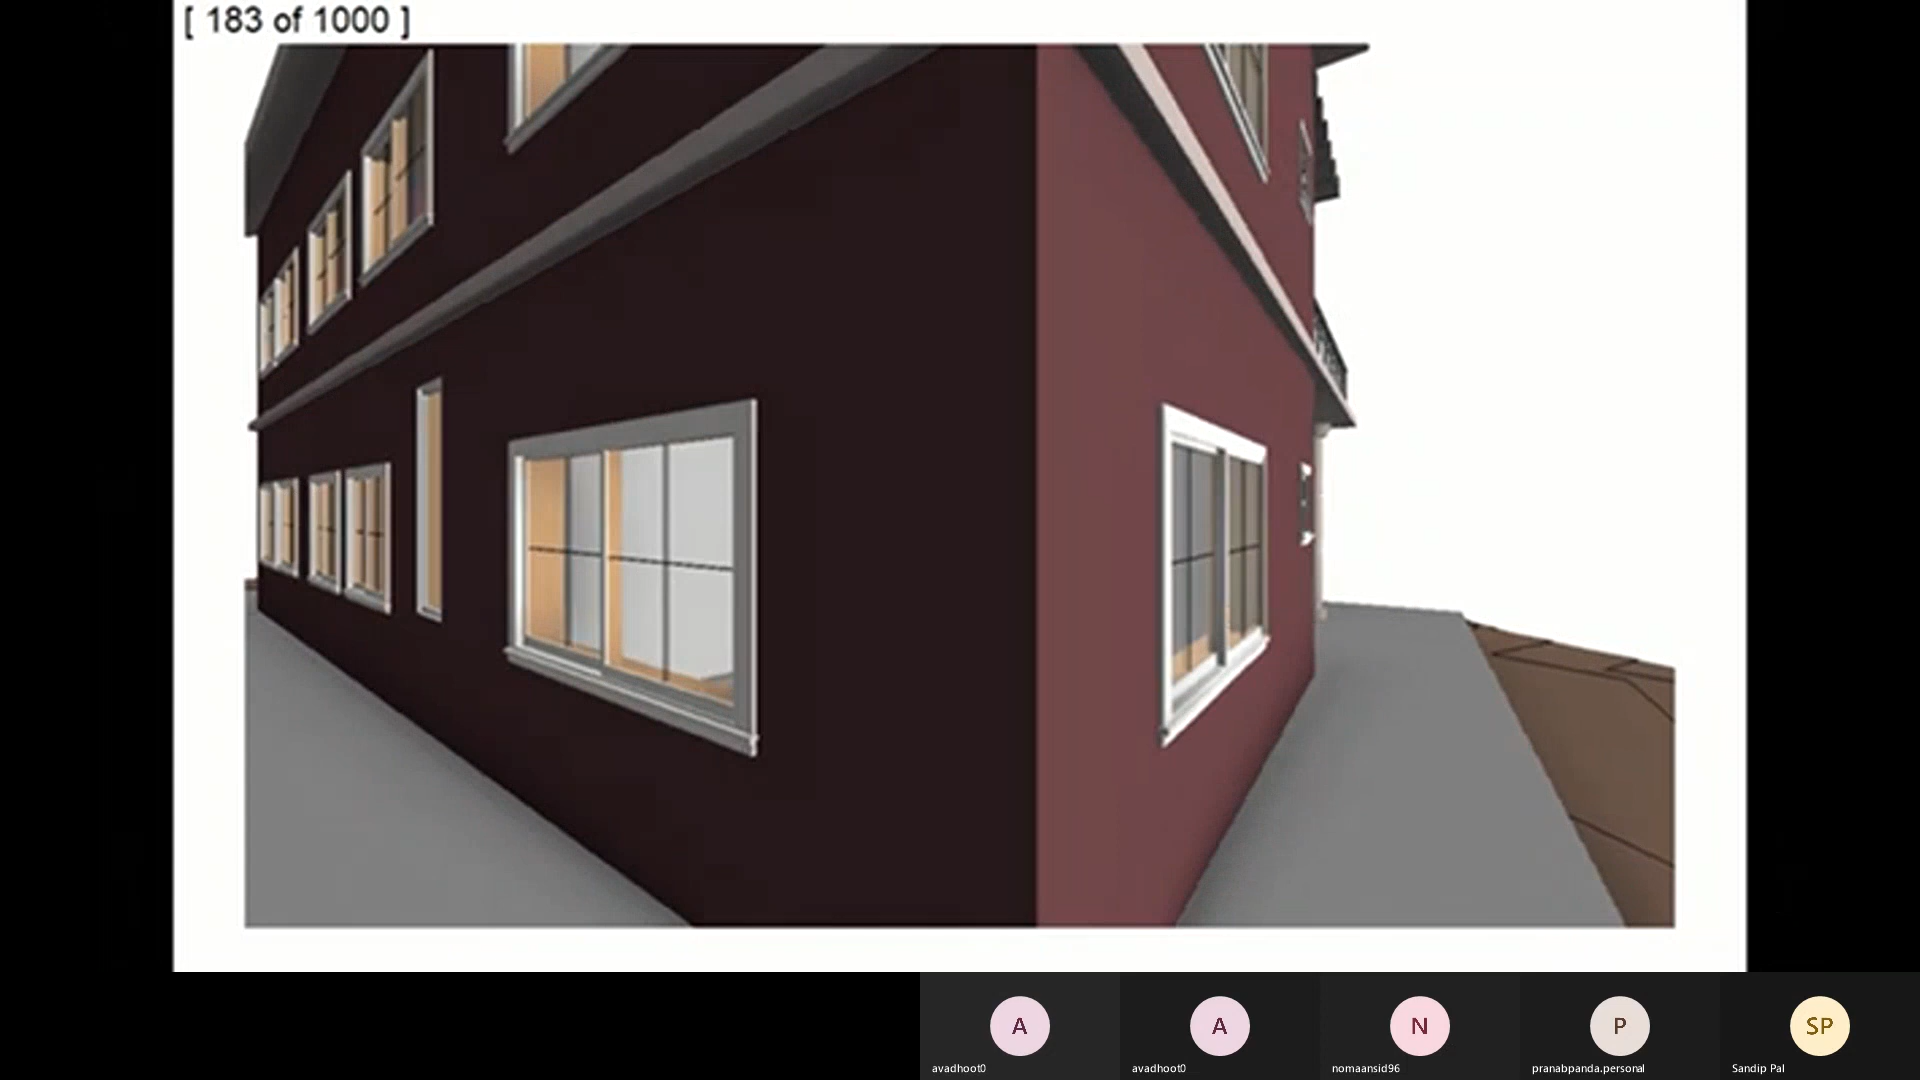 [ 183 of 1000 ]
A
A
N
P
SP
avadhoot0
avadhoot0
nomaansid96
pranabpanda.personal
Sandip Pal